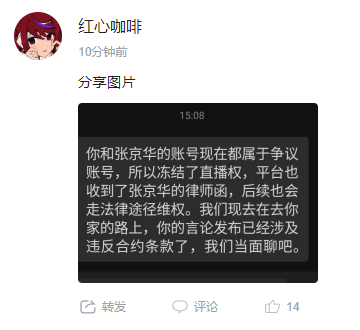 红心咖啡
10分钟前
分享图片
15:08
你和张京华的账号现在都属于争议
账号，所以冻结了直播权，平台也
收到了张京华的律师函，后续也会
走法律途径维权。我们现在去在去你
家的路上，你的言论发布已经涉及
违反合约条款了，我们当面聊吧。
转发
评论
14